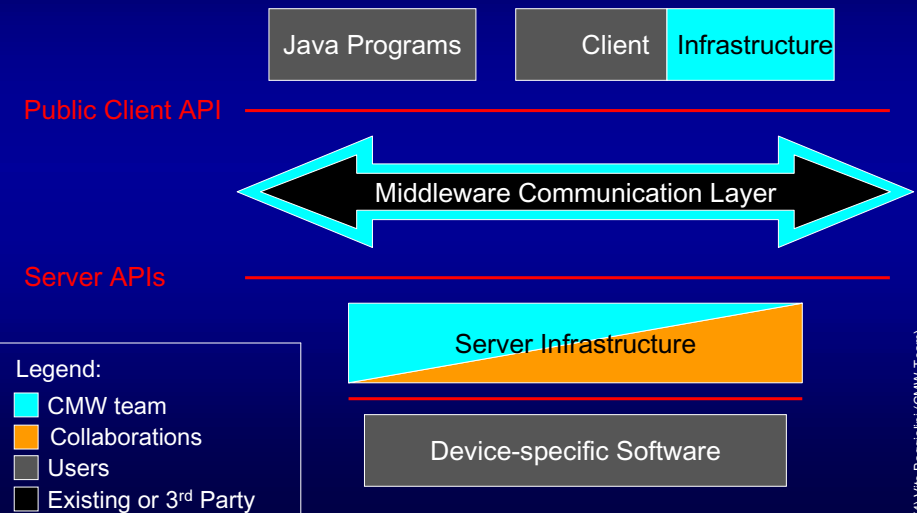 Java Programs
Client Infrastructure
Public Client API
Middleware Communication Layer
Server APIs
Server Infrastructure
Device-specific Software
Legend:
CMW team
Collaborations
Users
Existing or 3rd Party